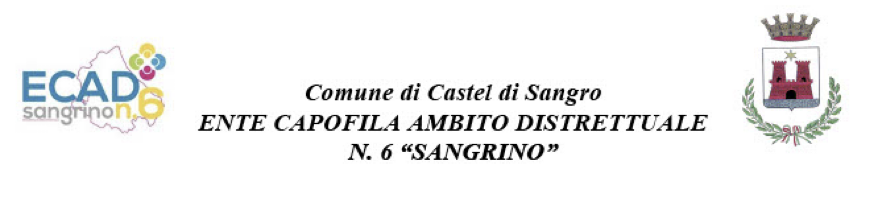 ECAD
sangrino n.6
Comune di Castel di Sangro
ENTE CAPOFILA AMBITO DISTRETTUALE
N. 6 “SANGRINO”